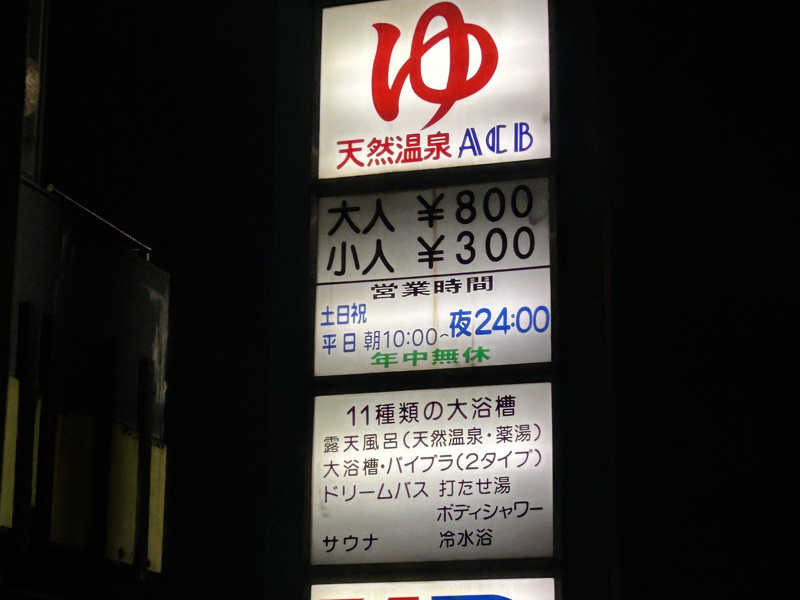 ゆ
天然温泉 ACB
大人 ¥800
小人 ¥300
営業時間
土日祝
平日 朝10:00~夜24:00
年中無休
11種類の大浴槽
露天風呂(天然温泉・薬湯)
大浴槽・バイブラ(2タイプ)
ドリームバス 打たせ湯
ボディシャワー
サウナ 冷水浴